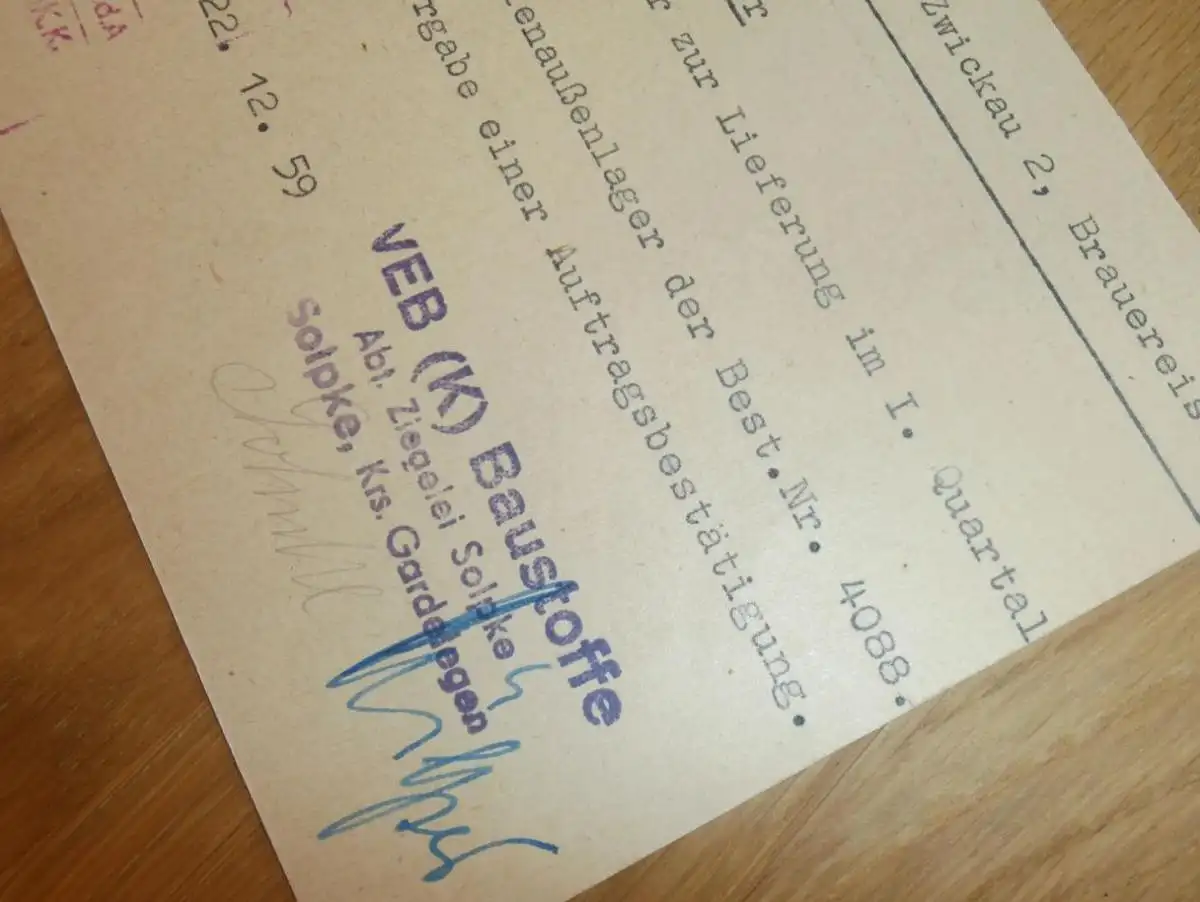 Zwickau 2, Brauereis
r
r zur Lieferung im I. Quartal
enaußenlager der Best.Nr. 4088.
rgabe einer Auftragsbestätigung.
d.A
K.K.
22. 12. 59
VEB (K) Baustoffe
Abt. Ziegelei Solpke
Solpke, Krs. Gardelegen